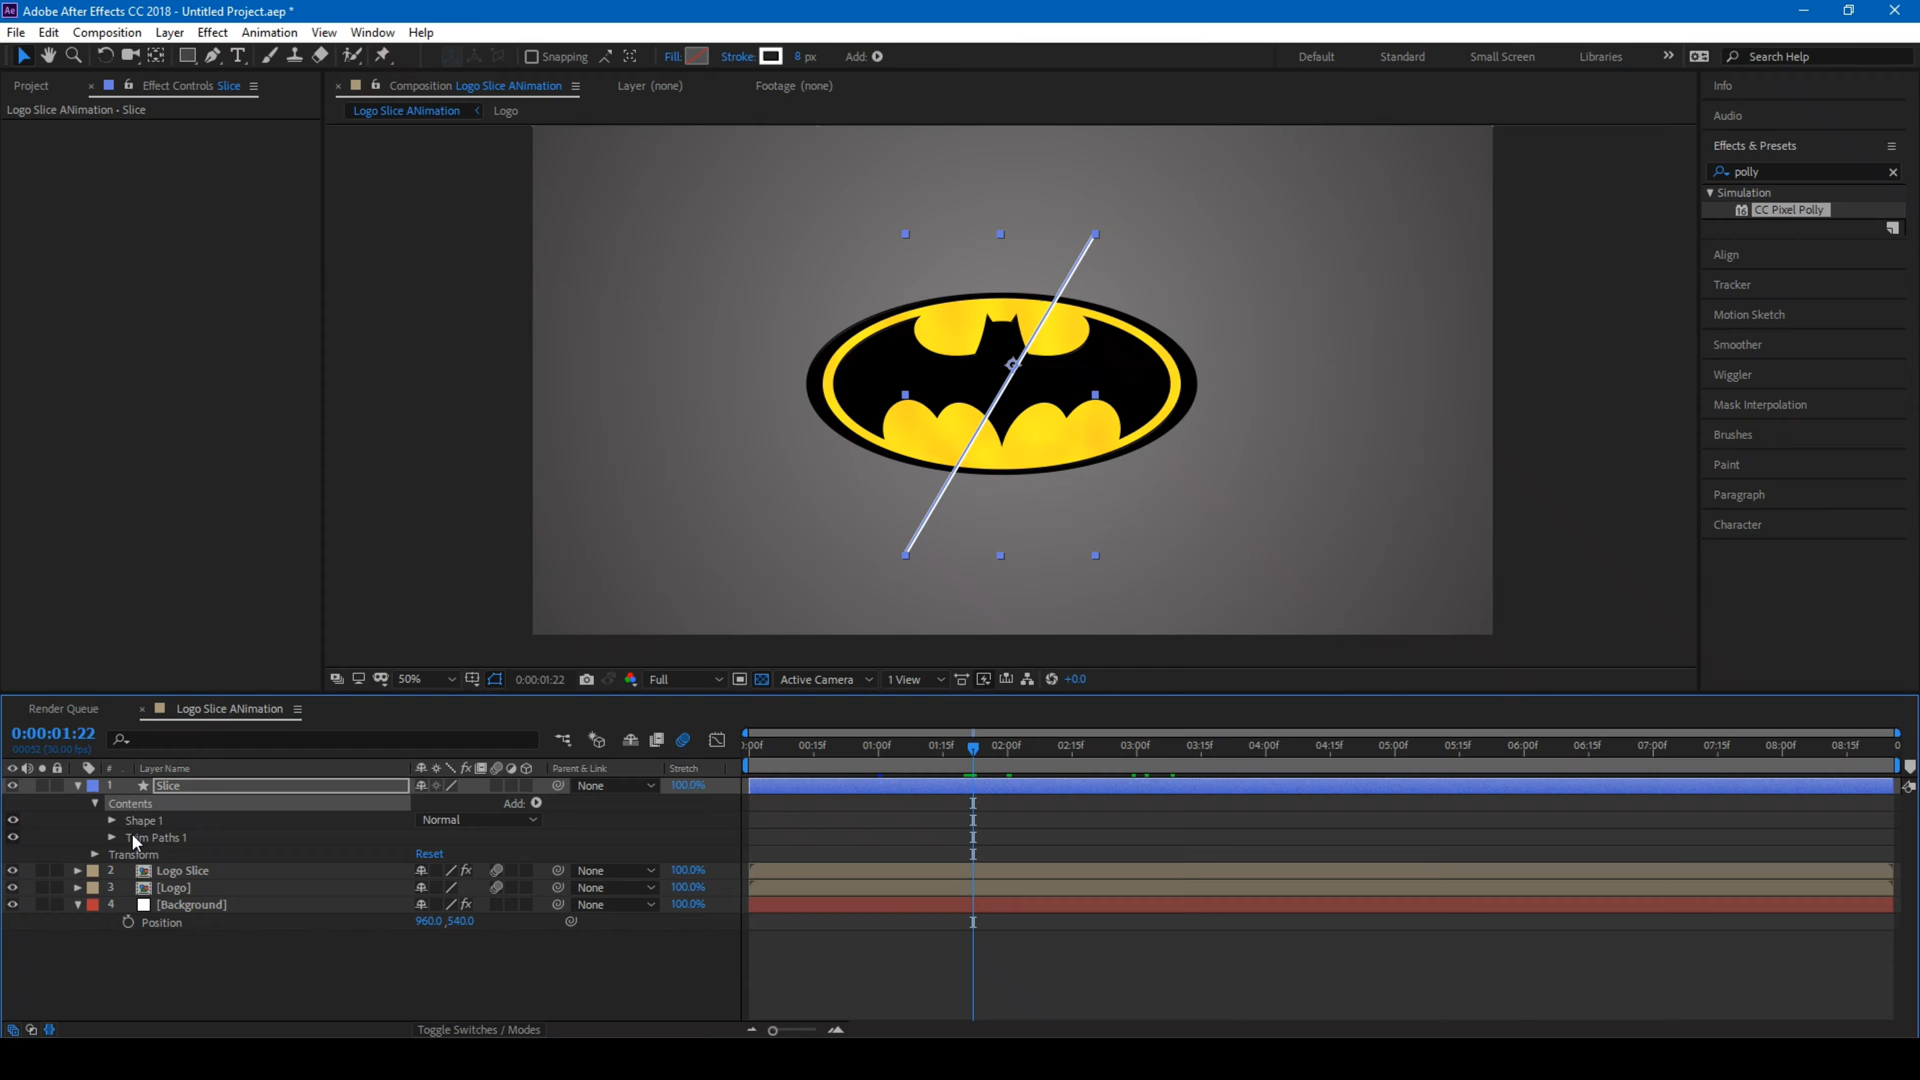 Adobe After Effects CC 2018 - Untitled Project.aep *
File Edit Composition Layer Effect Animation View Window Help
Snapping Fill: Stroke: 8 px Add: Default Standard Small Screen Libraries Search Help
Project Effect Controls Slice Composition Logo Slice ANimation Layer (none) Footage (none) Info
Logo Slice ANimation • Slice Logo Slice ANimation Logo Audio
Effects & Presets
polly
Simulation
CC Pixel Polly
Align
Tracker
Motion Sketch
Smoother
Wiggler
Mask Interpolation
Brushes
Paint
Paragraph
Character
50% 0:00:01:22 Full Active Camera 1 View +0.0
Render Queue Logo Slice ANimation
0:00:01:22
00052 (30.00 fps)
:00f 00:15f 01:00f 01:15f 02:00f 02:15f 03:00f 03:15f 04:00f 04:15f 05:00f 05:15f 06:00f 06:15f 07:00f 07:15f 08:00f 08:15f 0
# Layer Name Parent & Link Stretch
1 Slice None 100.0%
Contents Add:
Shape 1 Normal
Trim Paths 1
Transform Reset
2 Logo Slice None 100.0%
3 [Logo] None 100.0%
4 [Background] None 100.0%
Position 960.0,540.0
Toggle Switches / Modes